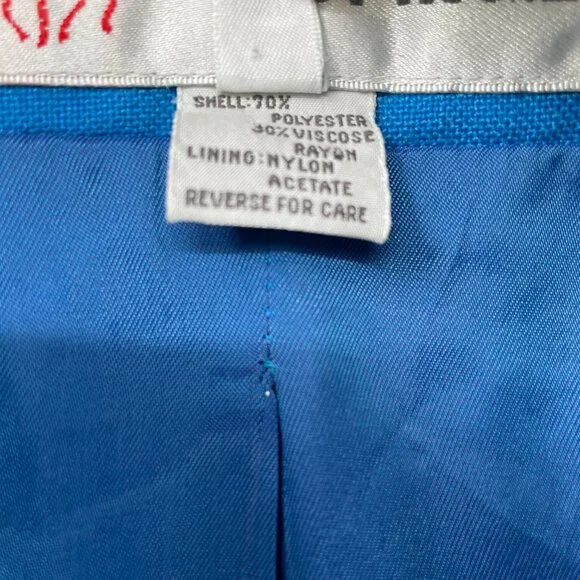 SHELL:70%
POLYESTER
30%VISCOSE
RAYON
LINING:NYLON
ACETATE
REVERSE FOR CARE